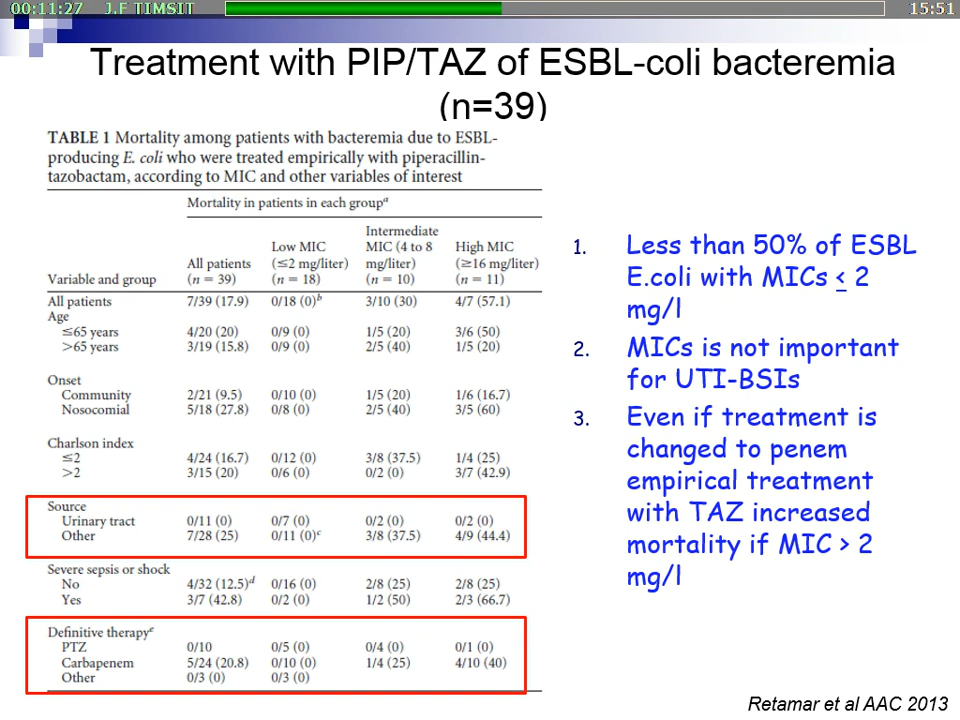 00:11:27 J.F TIMSIT 15:51
Treatment with PIP/TAZ of ESBL-coli bacteremia
(n=39)
TABLE 1 Mortality among patients with bacteremia due to ESBL-
producing E. coli who were treated empirically with piperacillin-
tazobactam, according to MIC and other variables of interest
Mortality in patients in each groupᵃ
Variable and group All patients (n = 39) Low MIC (≤2 mg/liter) (n = 18) Intermediate MIC (4 to 8 mg/liter) (n = 10) High MIC (≥16 mg/liter) (n = 11)
All patients 7/39 (17.9) 0/18 (0)ᵇ 3/10 (30) 4/7 (57.1)
Age
≤65 years 4/20 (20) 0/9 (0) 1/5 (20) 3/6 (50)
>65 years 3/19 (15.8) 0/9 (0) 2/5 (40) 1/5 (20)
Onset
Community 2/21 (9.5) 0/10 (0) 1/5 (20) 1/6 (16.7)
Nosocomial 5/18 (27.8) 0/8 (0) 2/5 (40) 3/5 (60)
Charlson index
≤2 4/24 (16.7) 0/12 (0) 3/8 (37.5) 1/4 (25)
>2 3/15 (20) 0/6 (0) 0/2 (0) 3/7 (42.9)
Source
Urinary tract 0/11 (0) 0/7 (0) 0/2 (0) 0/2 (0)
Other 7/28 (25) 0/11 (0)ᶜ 3/8 (37.5) 4/9 (44.4)
Severe sepsis or shock
No 4/32 (12.5)ᵈ 0/16 (0) 2/8 (25) 2/8 (25)
Yes 3/7 (42.8) 0/2 (0) 1/2 (50) 2/3 (66.7)
Definitive therapyᵉ
PTZ 0/10 0/5 (0) 0/4 (0) 0/1 (0)
Carbapenem 5/24 (20.8) 0/10 (0) 1/4 (25) 4/10 (40)
Other 0/3 (0) 0/3 (0)
1. Less than 50% of ESBL
E.coli with MICs < 2
mg/l
2. MICs is not important
for UTI-BSIs
3. Even if treatment is
changed to penem
empirical treatment
with TAZ increased
mortality if MIC > 2
mg/l
Retamar et al AAC 2013